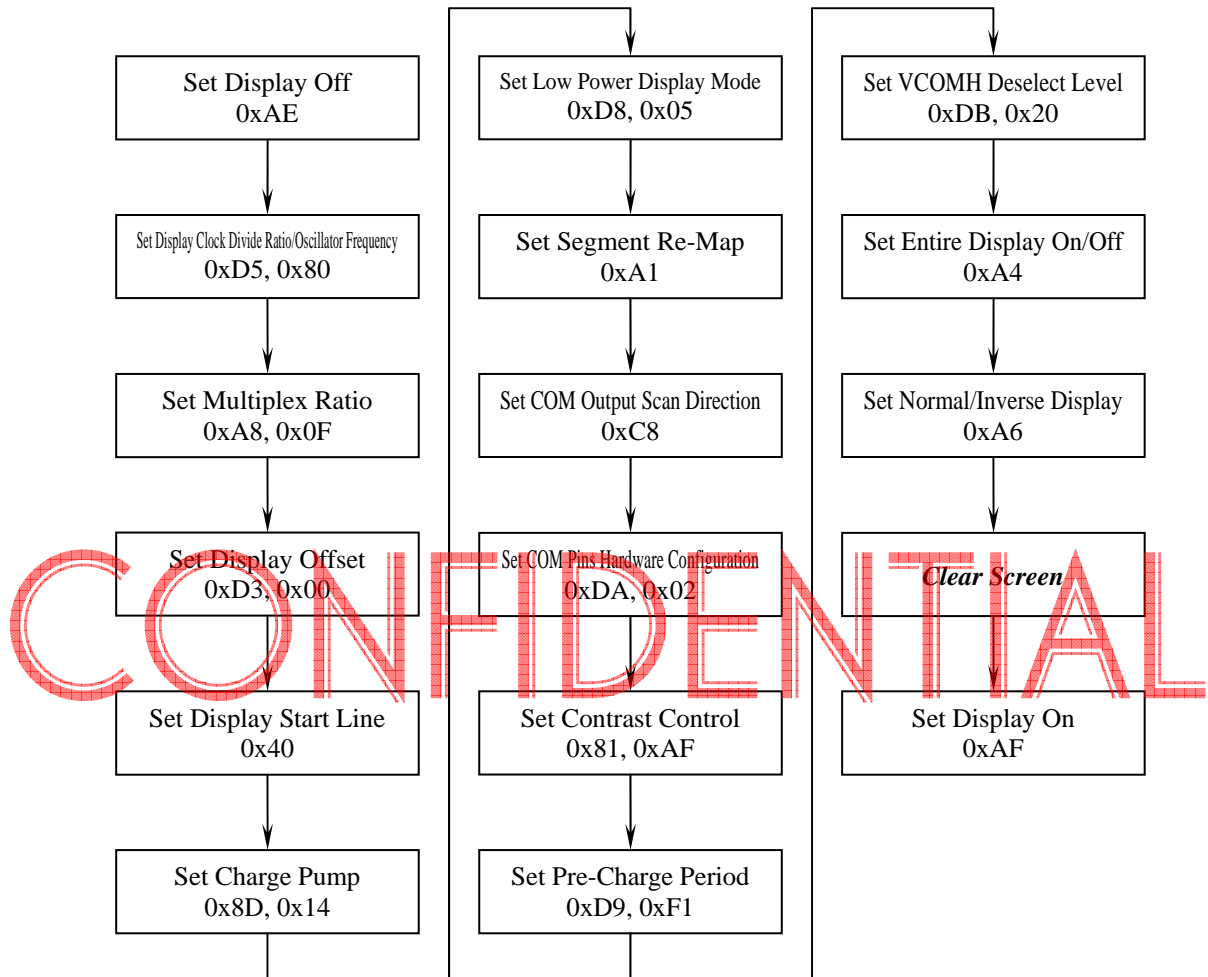 Set Display Off
0xAE
Set Display Clock Divide Ratio/Oscillator Frequency
0xD5, 0x80
Set Multiplex Ratio
0xA8, 0x0F
Set Display Offset
0xD3, 0x00
Set Display Start Line
0x40
Set Charge Pump
0x8D, 0x14
Set Low Power Display Mode
0xD8, 0x05
Set Segment Re-Map
0xA1
Set COM Output Scan Direction
0xC8
Set COM Pins Hardware Configuration
0xDA, 0x02
Set Contrast Control
0x81, 0xAF
Set Pre-Charge Period
0xD9, 0xF1
Set VCOMH Deselect Level
0xDB, 0x20
Set Entire Display On/Off
0xA4
Set Normal/Inverse Display
0xA6
Clear Screen
Set Display On
0xAF
CONFIDENTIAL